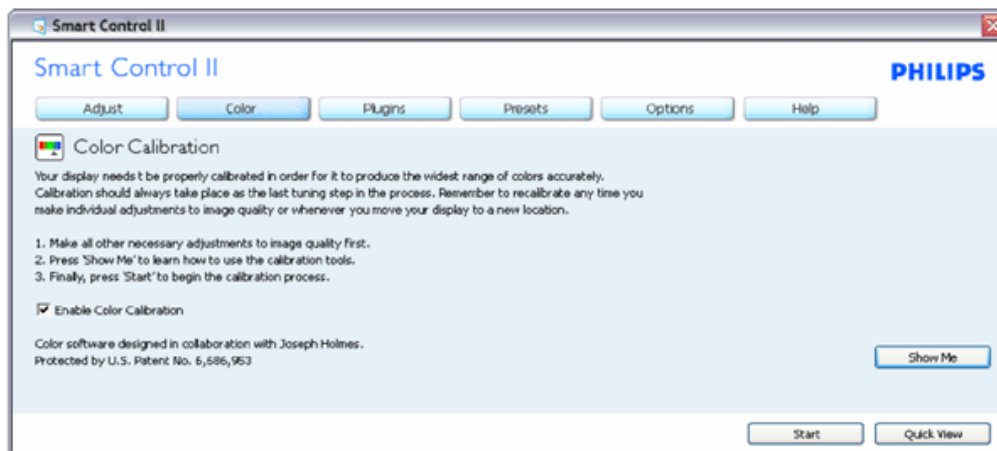 Smart Control II
Smart Control II
PHILIPS
Adjust
Color
Plugins
Presets
Options
Help
Color Calibration
Your display needs t be properly calibrated in order for it to produce the widest range of colors accurately.
Calibration should always take place as the last tuning step in the process. Remember to recalibrate any time you
make individual adjustments to image quality or whenever you move your display to a new location.
1. Make all other necessary adjustments to image quality first.
2. Press 'Show Me' to learn how to use the calibration tools.
3. Finally, press 'Start' to begin the calibration process.
Enable Color Calibration
Color software designed in collaboration with Joseph Holmes.
Protected by U.S. Patent No. 6,686,953
Show Me
Start
Quick View